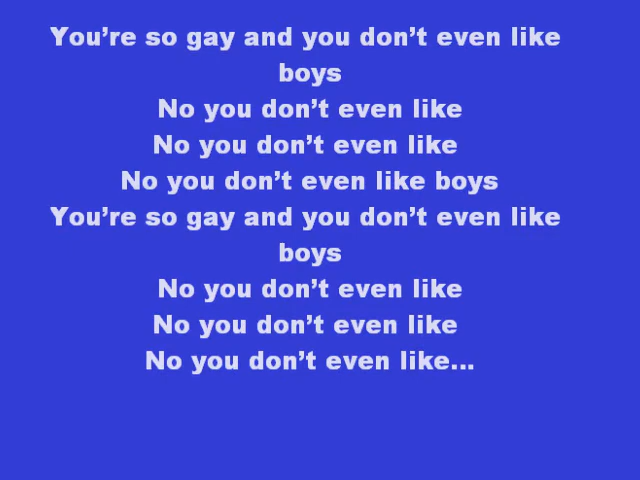 You're so gay and you don't even like
boys
No you don't even like
No you don't even like
No you don't even like boys
You're so gay and you don't even like
boys
No you don't even like
No you don't even like
No you don't even like...